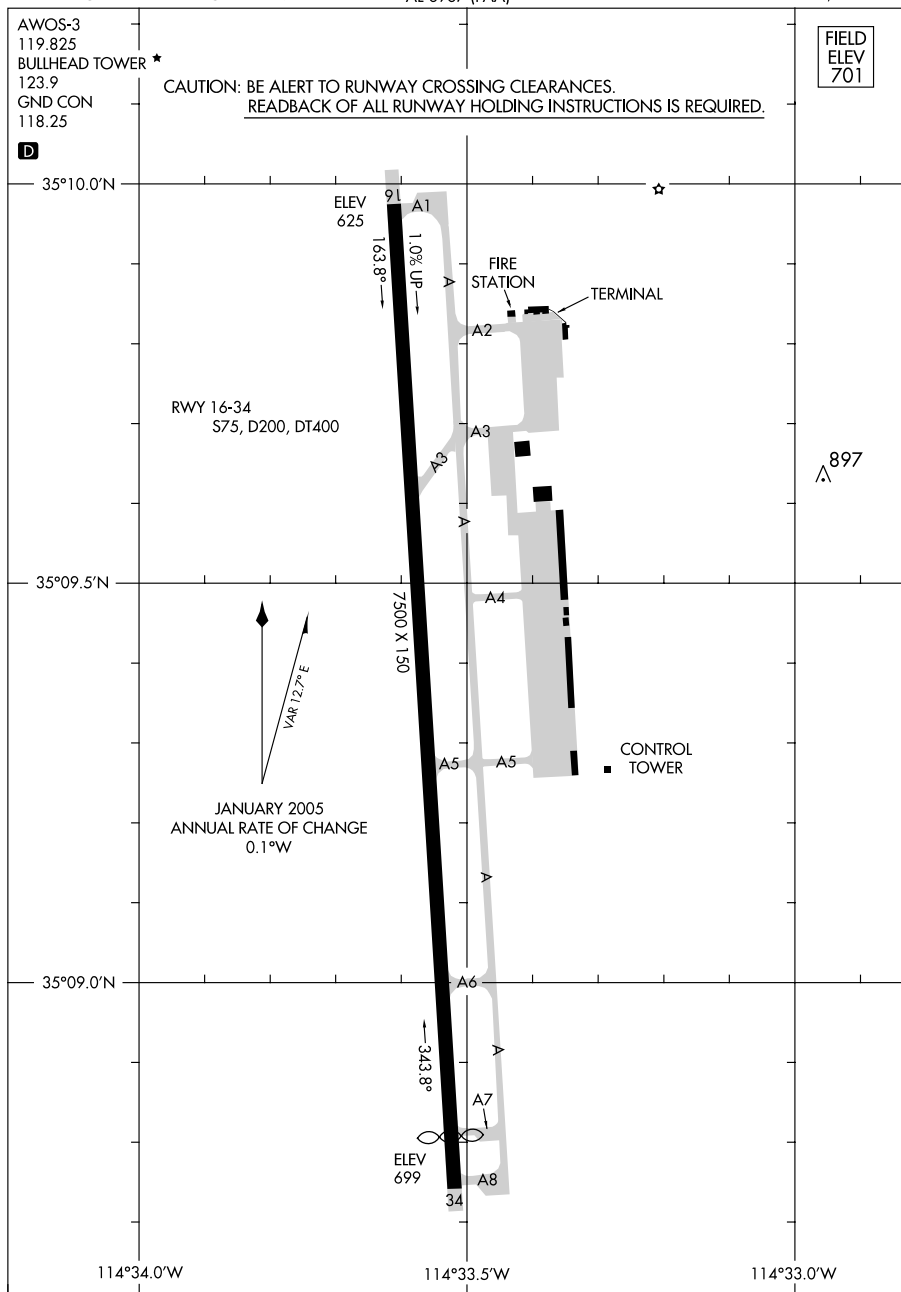 AL-6767 (FAA)
AWOS-3
119.825
BULLHEAD TOWER ★
123.9
GND CON
118.25
D
CAUTION: BE ALERT TO RUNWAY CROSSING CLEARANCES.
READBACK OF ALL RUNWAY HOLDING INSTRUCTIONS IS REQUIRED.
FIELD
ELEV
701
35°10.0'N
ELEV
625
16
A1
163.8°
1.0% UP
A
FIRE
STATION
TERMINAL
A2
RWY 16-34
S75, D200, DT400
A3
A3
897
A
35°09.5'N
A4
7500 X 150
VAR 12.7° E
A5
A5
CONTROL
TOWER
JANUARY 2005
ANNUAL RATE OF CHANGE
0.1°W
A
35°09.0'N
A6
343.8°
A
A7
ELEV
699
A8
34
114°34.0'W
114°33.5'W
114°33.0'W